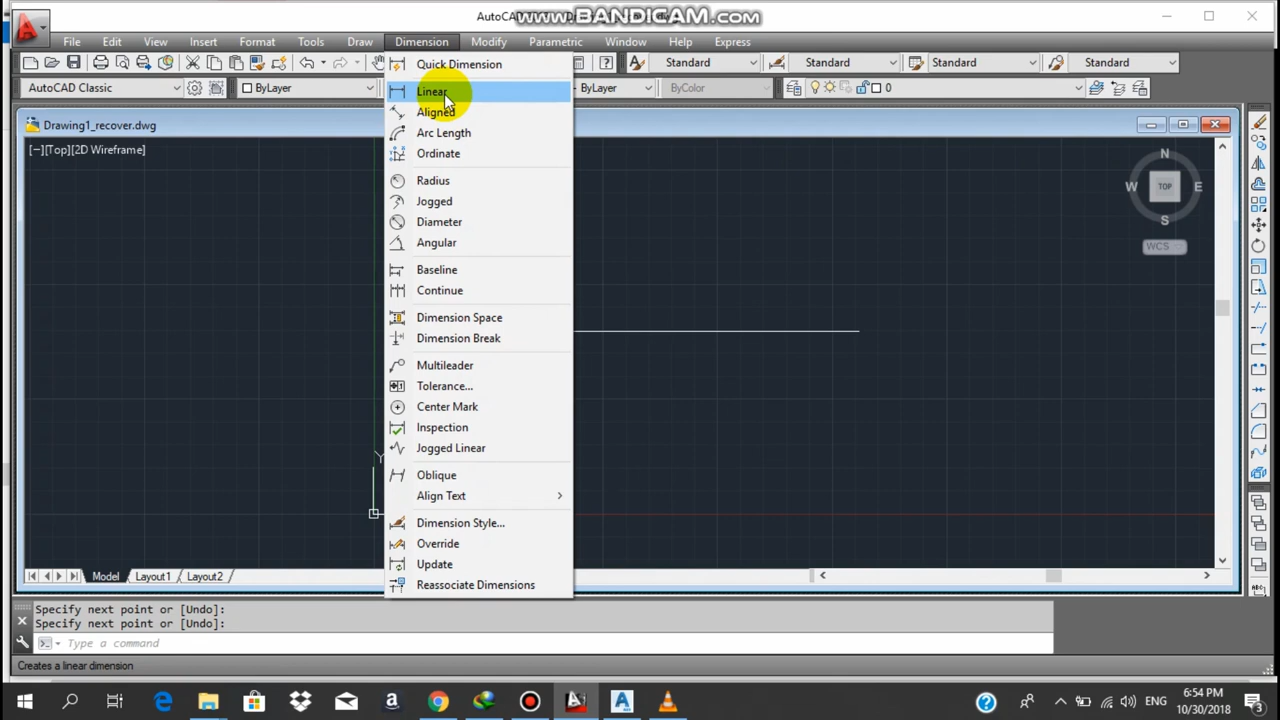 AutoCAD
www.BANDICAM.com
File Edit View Insert Format Tools Draw Dimension Modify Parametric Window Help Express
Standard Standard Standard Standard
AutoCAD Classic ByLayer ByLayer ByColor 0
Drawing1_recover.dwg
[−][Top][2D Wireframe]
Quick Dimension
Linear
Aligned
Arc Length
Ordinate
Radius
Jogged
Diameter
Angular
Baseline
Continue
Dimension Space
Dimension Break
Multileader
Tolerance...
Center Mark
Inspection
Jogged Linear
Oblique
Align Text
Dimension Style...
Override
Update
Reassociate Dimensions
N
W TOP E
S
WCS
Y
Model Layout1 Layout2
Specify next point or [Undo]:
Specify next point or [Undo]:
Type a command
Creates a linear dimension
ENG
6:54 PM
10/30/2018
3